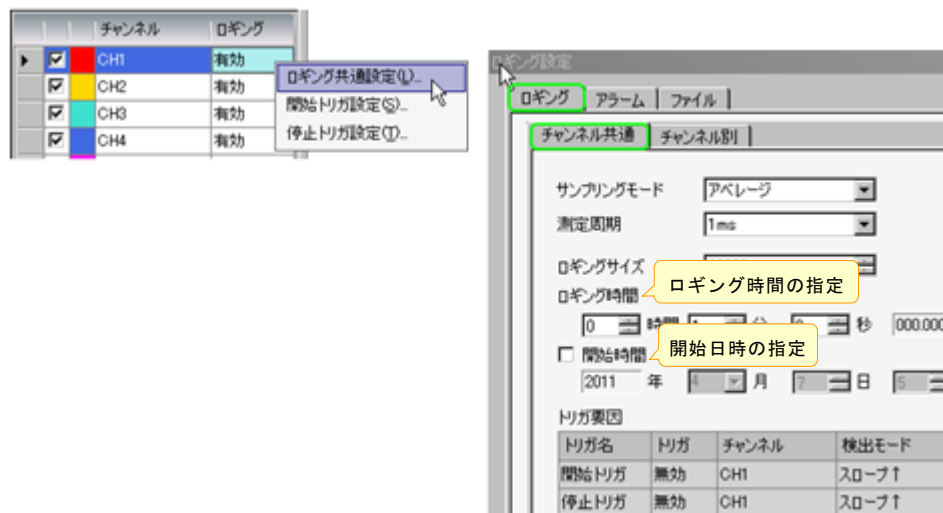 チャンネル ロギング
CH1 有効
CH2 有効
CH3 有効
CH4 有効
ロギング共通設定(L)...
開始トリガ設定(S)...
停止トリガ設定(T)...
ロギング設定
ロギング アラーム ファイル
チャンネル共通 チャンネル別
サンプリングモード アベレージ
測定周期 1ms
ロギングサイズ
ロギング時間
ロギング時間の指定
0 時間 1 分 0 秒 000.000
開始時間
開始日時の指定
2011 年 4 月 7 日 5
トリガ要因
トリガ名 トリガ チャンネル 検出モード
開始トリガ 無効 CH1 スロープ↑
停止トリガ 無効 CH1 スロープ↑